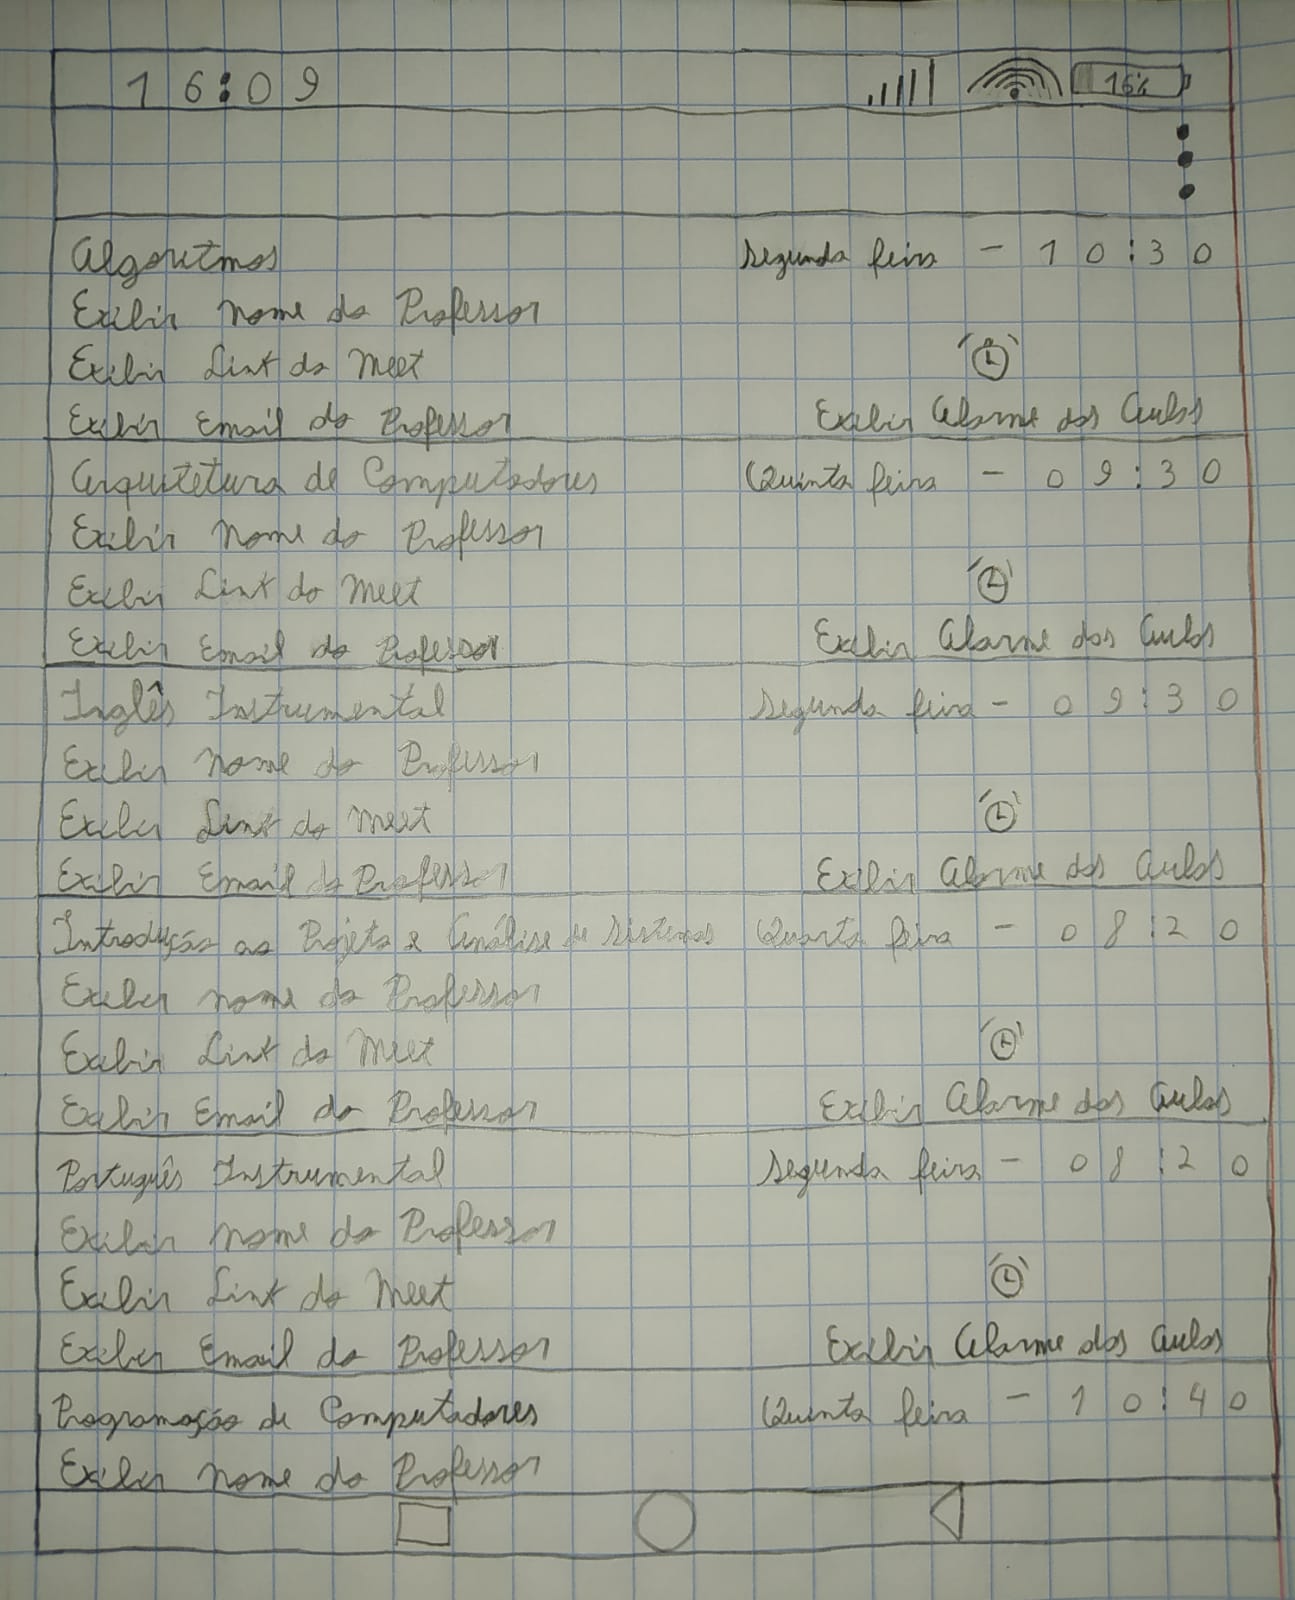 16:09 16%
Algoritmos Segunda feira - 10:30
Exibir Nome do Professor
Exibir Link do Meet
Exibir Email do Professor Exibir Alarme das Aulas
Arquitetura de Computadores Quinta feira - 09:30
Exibir Nome do Professor
Exibir Link do Meet
Exibir Email do Professor Exibir Alarme das Aulas
Inglês Instrumental Segunda feira - 09:30
Exibir Nome do Professor
Exibir Link do Meet
Exibir Email do Professor Exibir Alarme das Aulas
Introdução ao Projeto e Análise de Sistemas Quarta feira - 08:20
Exibir Nome do Professor
Exibir Link do Meet
Exibir Email do Professor Exibir Alarme das Aulas
Português Instrumental Segunda feira - 08:20
Exibir Nome do Professor
Exibir Link do Meet
Exibir Email do Professor Exibir Alarme das Aulas
Programação de Computadores Quinta feira - 10:40
Exibir Nome do Professor